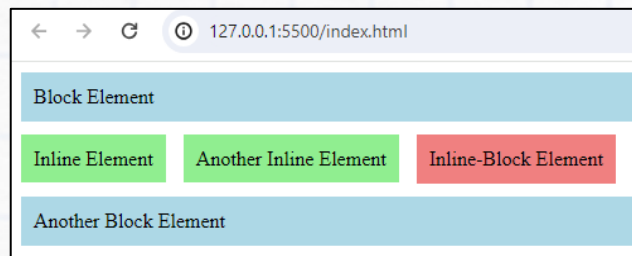 127.0.0.1:5500/index.html
Block Element
Inline Element Another Inline Element Inline-Block Element
Another Block Element